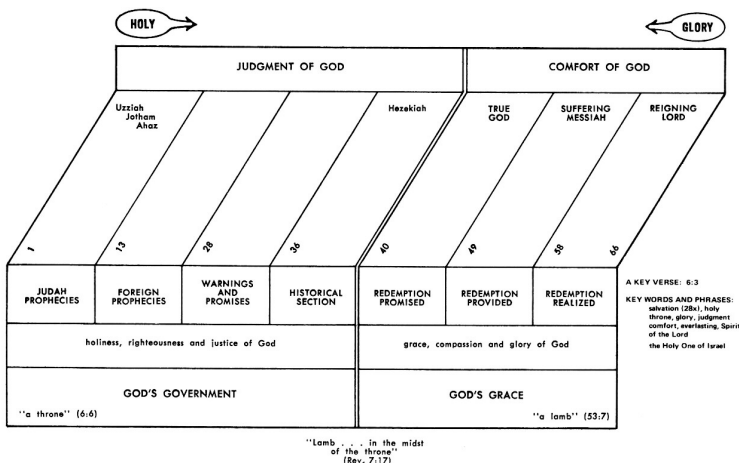 HOLY
GLORY
JUDGMENT OF GOD
COMFORT OF GOD
Uzziah
Jotham
Ahaz
Hezekiah
TRUE
GOD
SUFFERING
MESSIAH
REIGNING
LORD
1
13
28
36
40
49
58
66
JUDAH
PROPHECIES
FOREIGN
PROPHECIES
WARNINGS
AND
PROMISES
HISTORICAL
SECTION
REDEMPTION
PROMISED
REDEMPTION
PROVIDED
REDEMPTION
REALIZED
A KEY VERSE: 6:3
KEY WORDS AND PHRASES:
salvation (28x), holy
throne, glory, judgment
comfort, everlasting, Spirit
of the Lord
the Holy One of Israel
holiness, righteousness and justice of God
grace, compassion and glory of God
GOD'S GOVERNMENT
GOD'S GRACE
"a throne" (6:6)
"a lamb" (53:7)
"Lamb . . . in the midst
of the throne"
(Rev. 7:17)